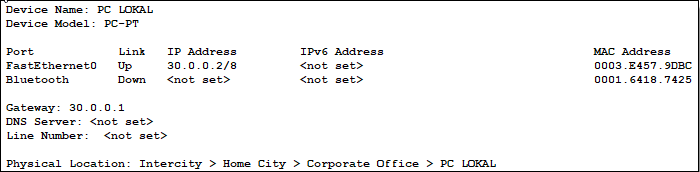 Device Name: PC LOKAL
Device Model: PC-PT
Port Link IP Address IPv6 Address MAC Address
FastEthernet0 Up 30.0.0.2/8 <not set> 0003.E457.9DBC
Bluetooth Down <not set> <not set> 0001.6418.7425
Gateway: 30.0.0.1
DNS Server: <not set>
Line Number: <not set>
Physical Location: Intercity > Home City > Corporate Office > PC LOKAL